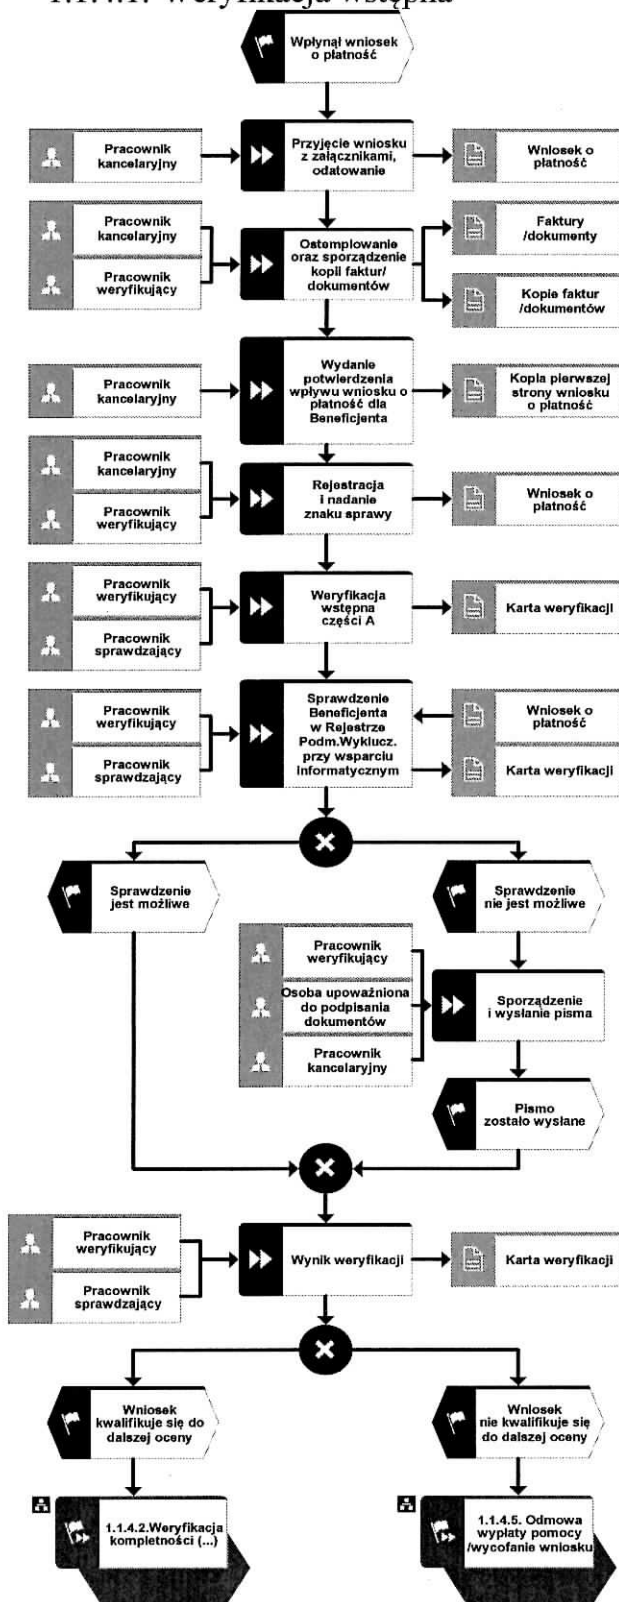 1.1.4.1. Weryfikacja wstępna
Wpłynął wniosek
o płatność
Pracownik
kancelaryjny
Przyjęcie wniosku
z załącznikami,
odatowanie
Wniosek o
płatność
Pracownik
kancelaryjny
Pracownik
weryfikujący
Ostemplowanie
oraz sporządzenie
kopii faktur/
dokumentów
Faktury
/dokumenty
Kopie faktur
/dokumentów
Pracownik
kancelaryjny
Wydanie
potwierdzenia
wpływu wniosku o
płatność dla
Beneficjenta
Kopia pierwszej
strony wniosku
o płatność
Pracownik
kancelaryjny
Pracownik
weryfikujący
Rejestracja
i nadanie
znaku sprawy
Wniosek o
płatność
Pracownik
weryfikujący
Pracownik
sprawdzający
Weryfikacja
wstępna
części A
Karta weryfikacji
Pracownik
weryfikujący
Pracownik
sprawdzający
Sprawdzenie
Beneficjenta
w Rejestrze
Podm.Wyklucz.
przy wsparciu
Informatycznym
Wniosek o
płatność
Karta weryfikacji
Sprawdzenie
jest możliwe
Sprawdzenie
nie jest możliwe
Pracownik
weryfikujący
Osoba upoważniona
do podpisania
dokumentów
Pracownik
kancelaryjny
Sporządzenie
i wysłanie pisma
Pismo
zostało wysłane
Pracownik
weryfikujący
Pracownik
sprawdzający
Wynik weryfikacji
Karta weryfikacji
Wniosek
kwalifikuje się do
dalszej oceny
Wniosek
nie kwalifikuje się
do dalszej oceny
1.1.4.2.Weryfikacja
kompletności (...)
1.1.4.5. Odmowa
wypłaty pomocy
/wycofanie wniosku